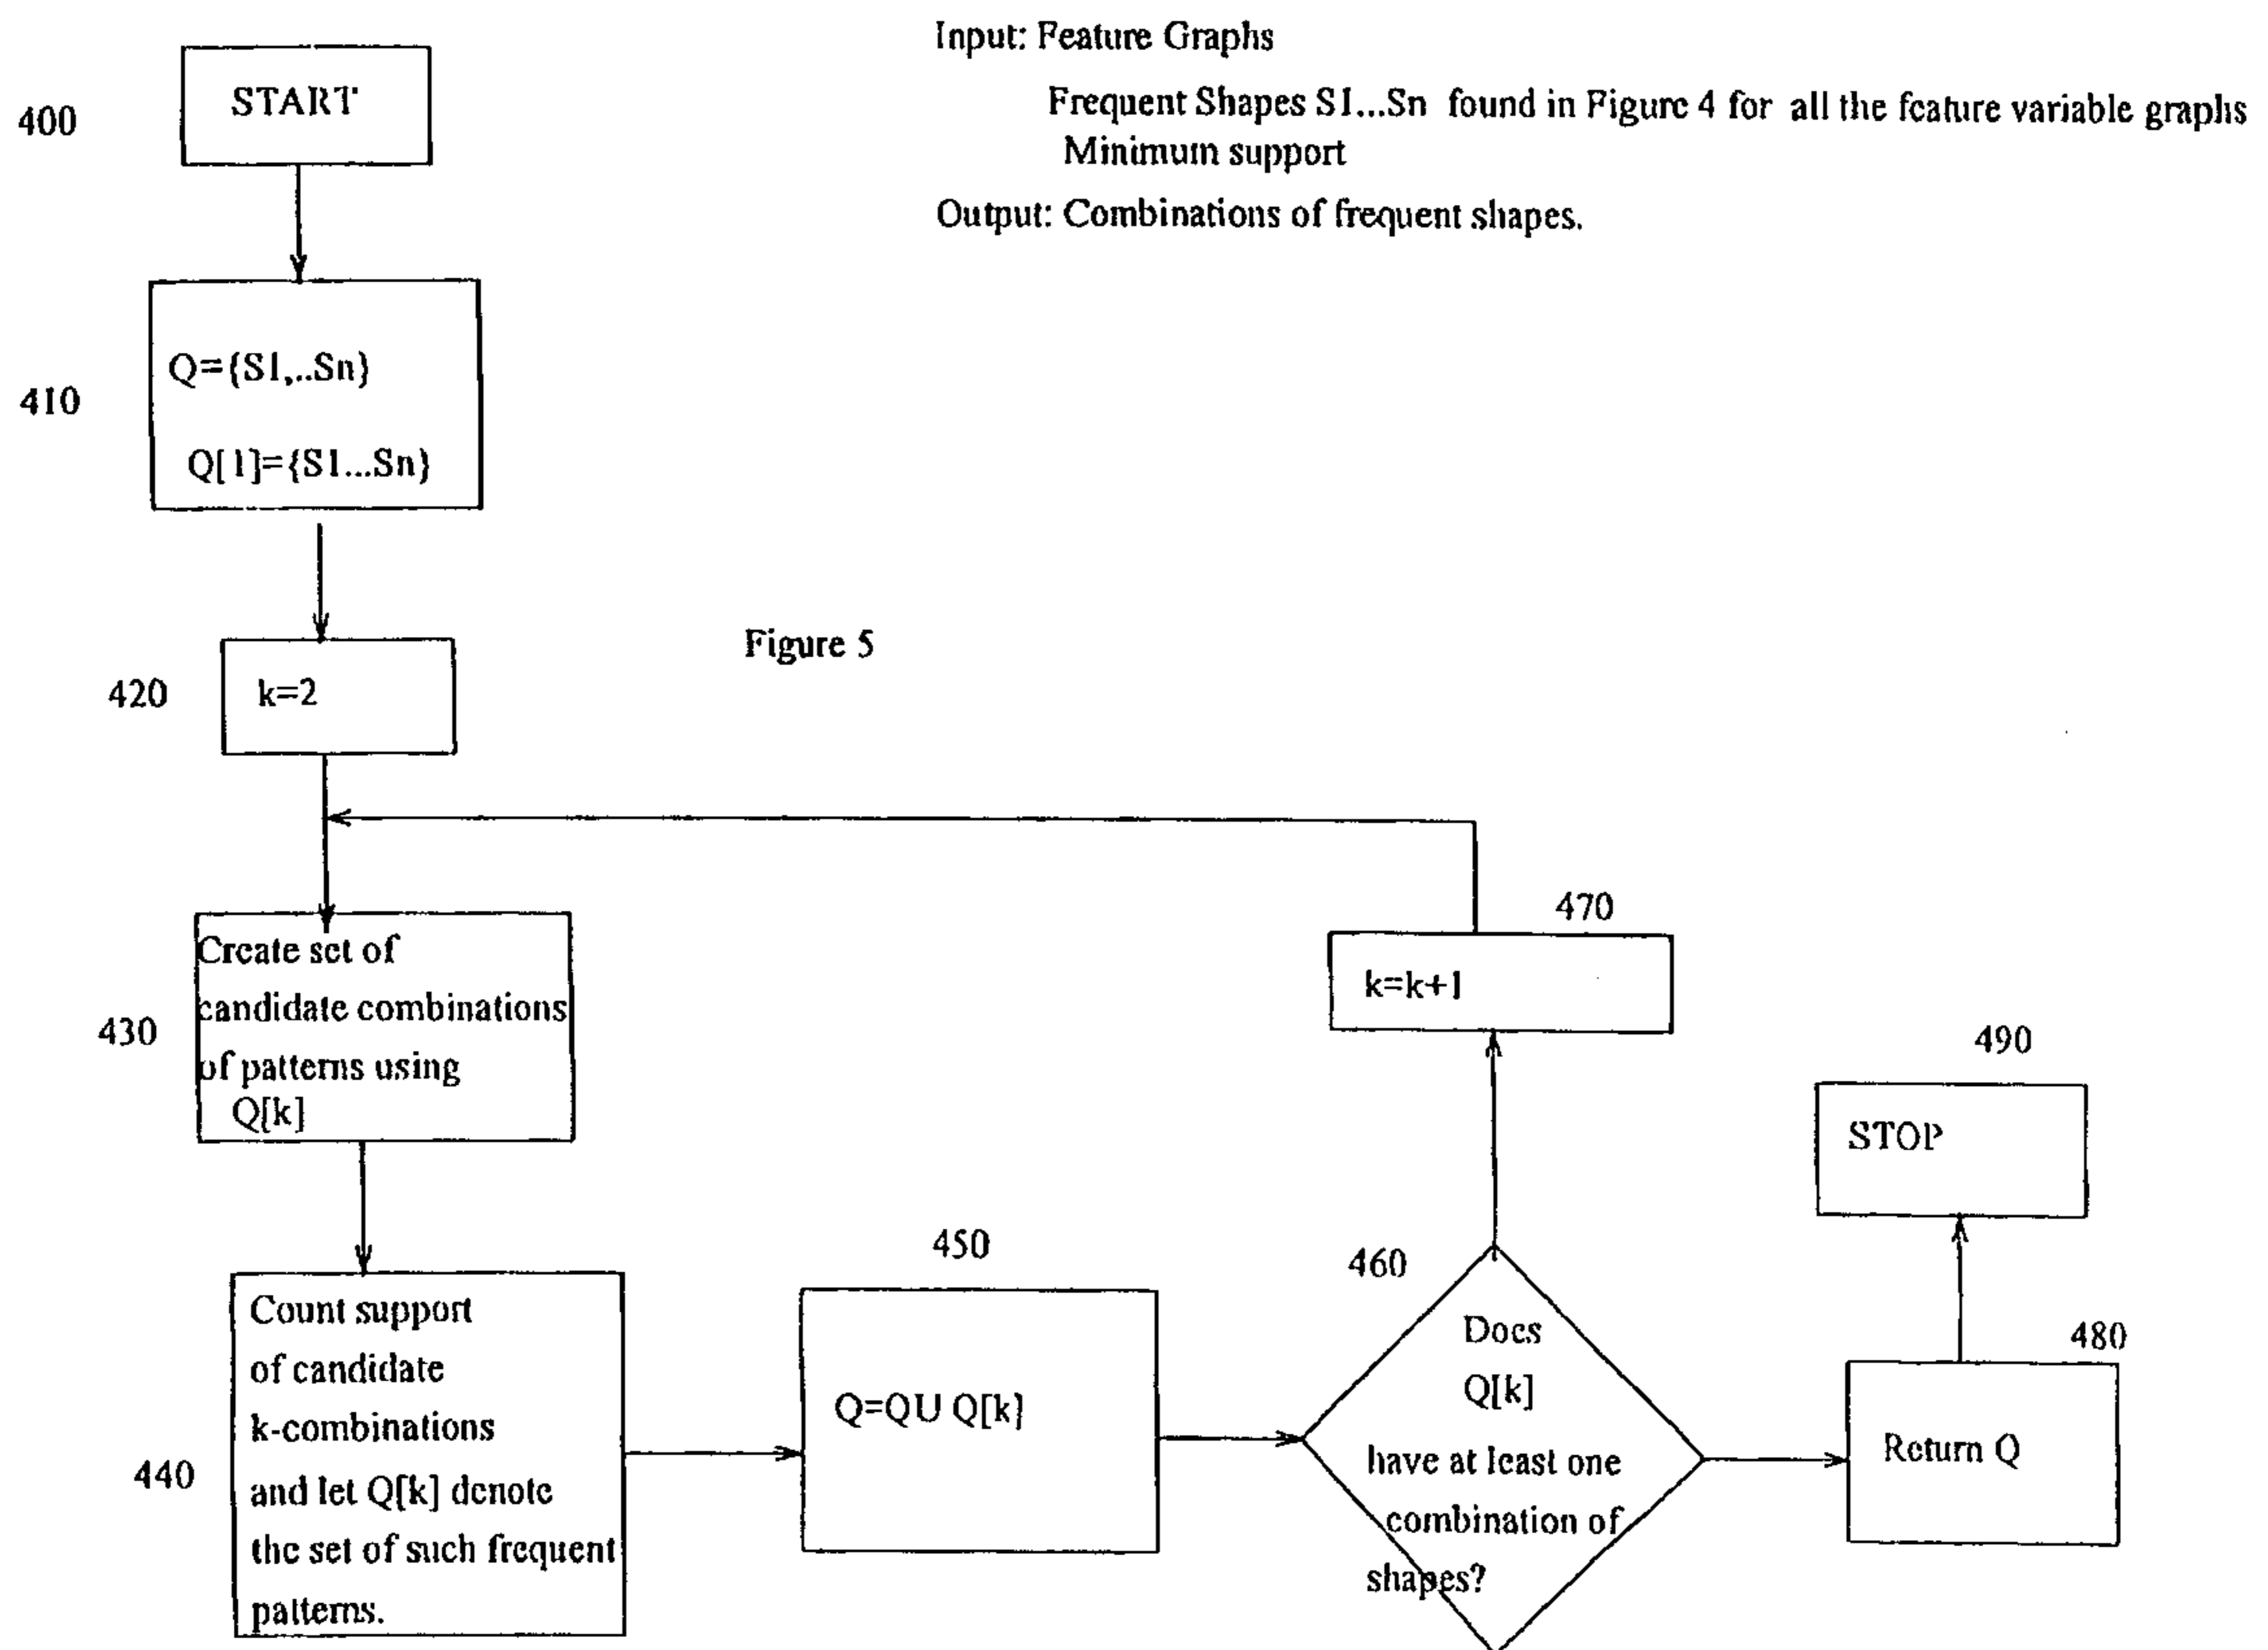 Input: Feature Graphs
Frequent Shapes S1...Sn found in Figure 4 for all the feature variable graphs
Minimum support
Output: Combinations of frequent shapes.
400
START
410
Q={S1,..Sn}
Q[1]={S1...Sn}
Figure 5
420
k=2
430
Create set of
candidate combinations
of patterns using
Q[k]
440
Count support
of candidate
k-combinations
and let Q[k] denote
the set of such frequent
patterns.
450
Q=QU Q[k]
460
Does
Q[k]
have at least one
combination of
shapes?
470
k=k+1
480
Return Q
490
STOP